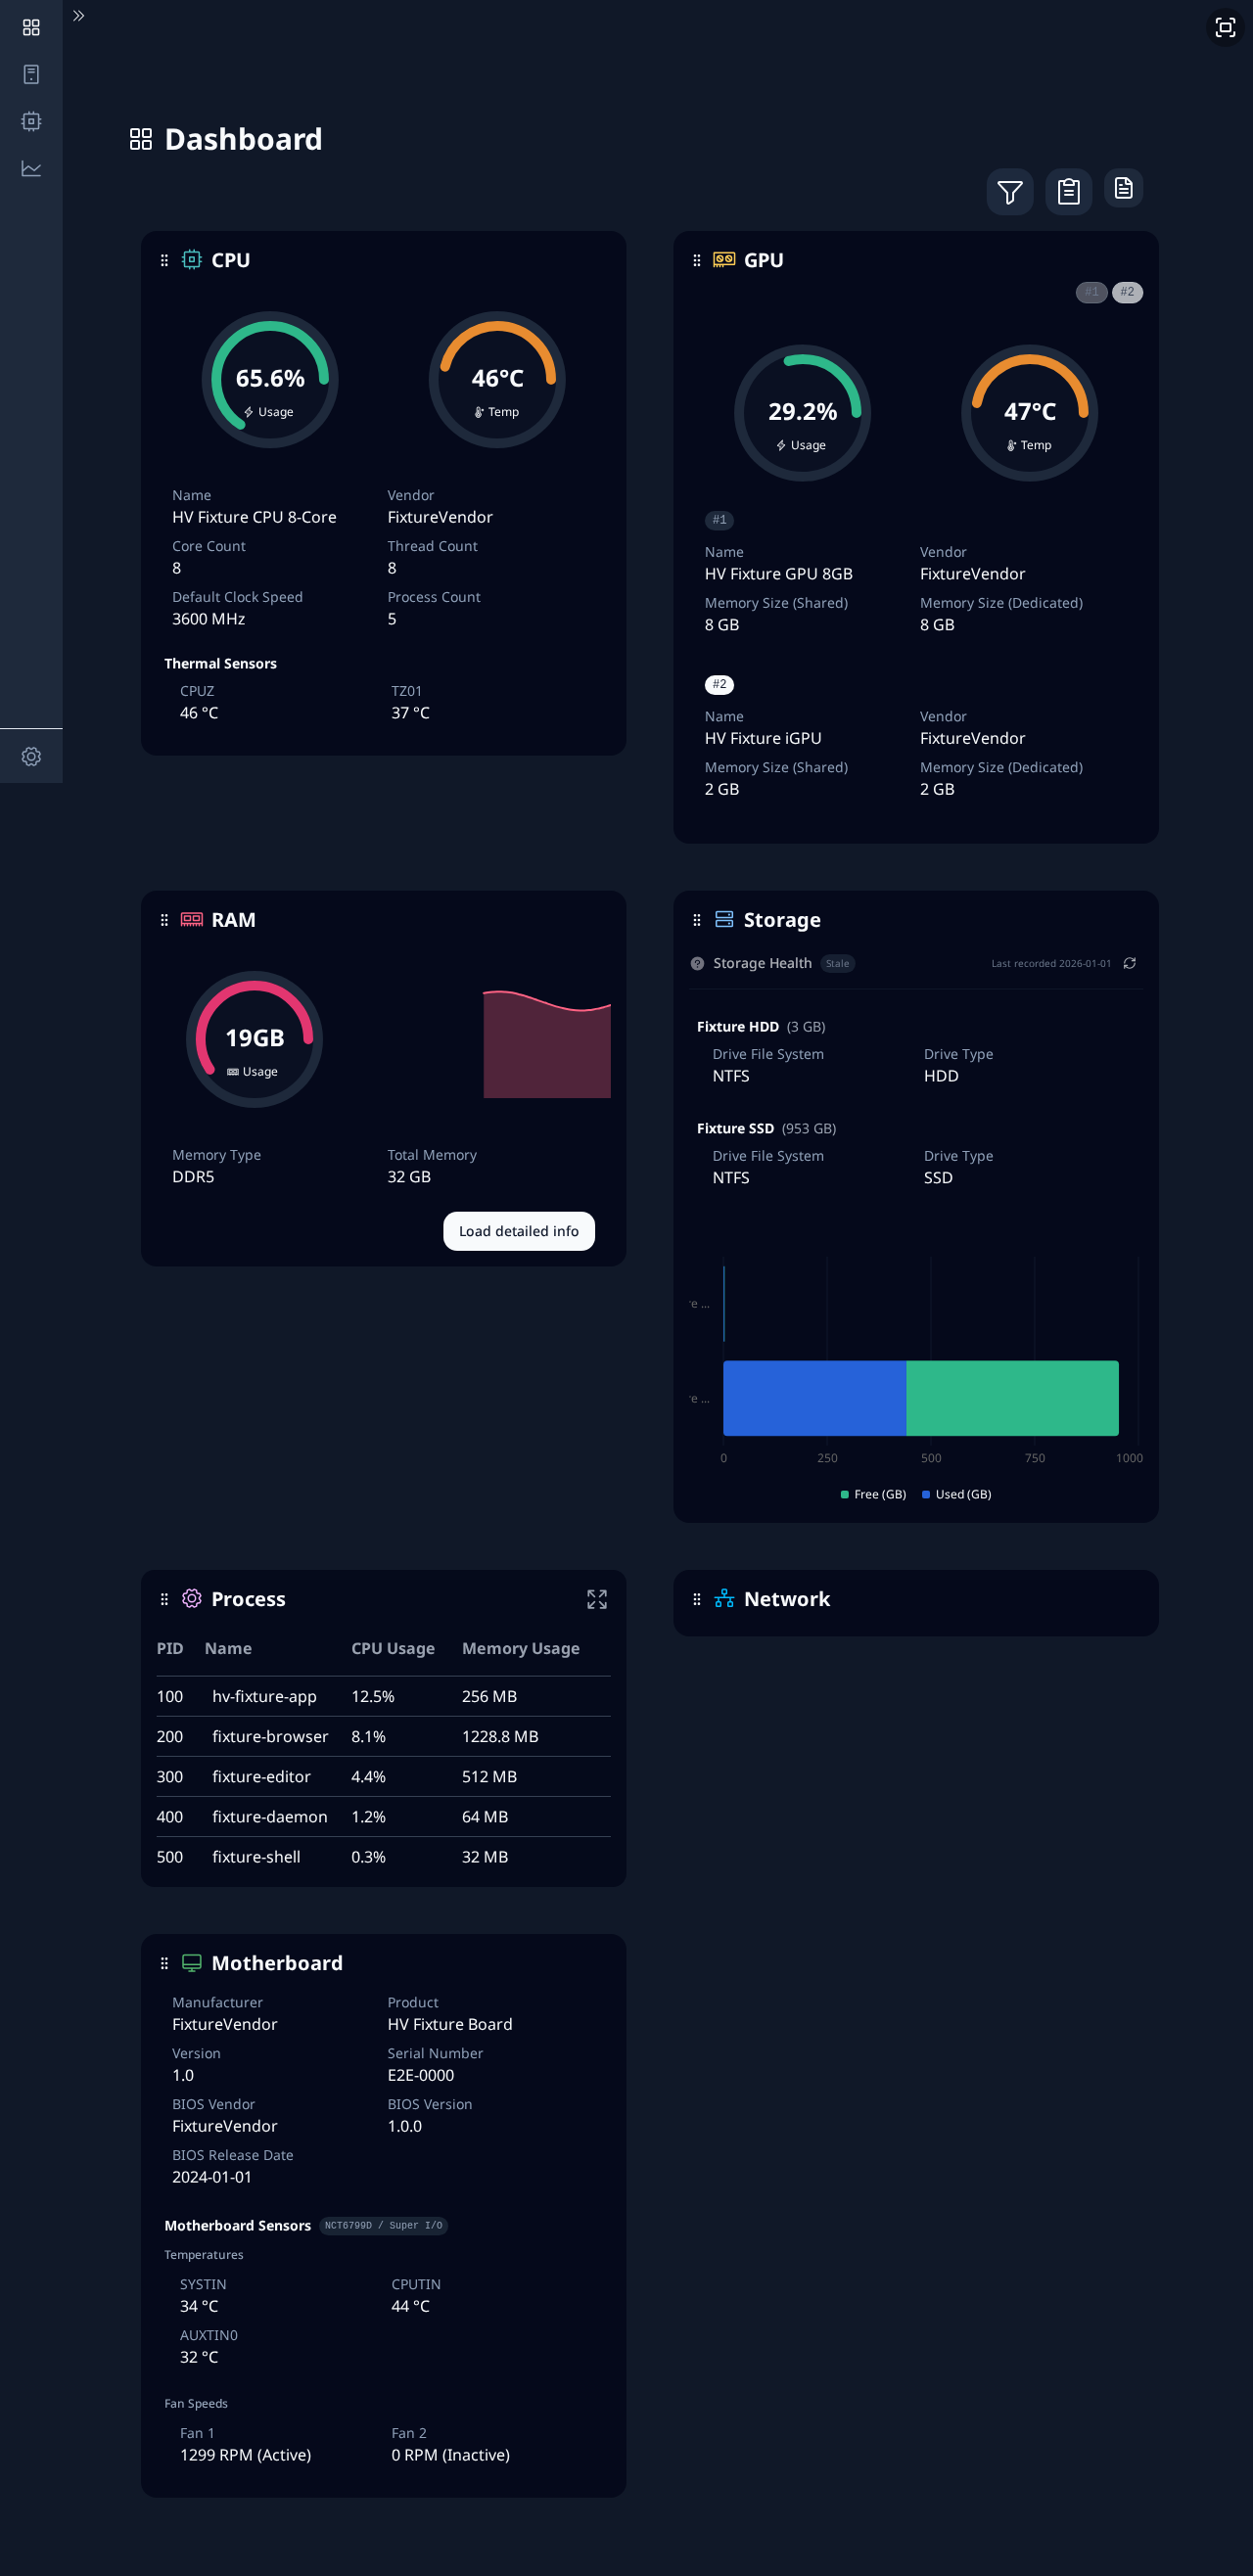 Dashboard
CPU
65.6%
Usage
46°C
Temp
Name
HV Fixture CPU 8-Core
Vendor
FixtureVendor
Core Count
8
Thread Count
8
Default Clock Speed
3600 MHz
Process Count
5
Thermal Sensors
CPUZ
46 °C
TZ01
37 °C
GPU
#1 #2
29.2%
Usage
47°C
Temp
#1
Name
HV Fixture GPU 8GB
Vendor
FixtureVendor
Memory Size (Shared)
8 GB
Memory Size (Dedicated)
8 GB
#2
Name
HV Fixture iGPU
Vendor
FixtureVendor
Memory Size (Shared)
2 GB
Memory Size (Dedicated)
2 GB
RAM
19GB
Usage
Memory Type
DDR5
Total Memory
32 GB
Load detailed info
Storage
Storage Health Stale Last recorded 2026-01-01
Fixture HDD (3 GB)
Drive File System
NTFS
Drive Type
HDD
Fixture SSD (953 GB)
Drive File System
NTFS
Drive Type
SSD
re ...
re ...
0 250 500 750 1000
Free (GB) Used (GB)
Process
PID Name CPU Usage Memory Usage
100 hv-fixture-app 12.5% 256 MB
200 fixture-browser 8.1% 1228.8 MB
300 fixture-editor 4.4% 512 MB
400 fixture-daemon 1.2% 64 MB
500 fixture-shell 0.3% 32 MB
Network
Motherboard
Manufacturer
FixtureVendor
Product
HV Fixture Board
Version
1.0
Serial Number
E2E-0000
BIOS Vendor
FixtureVendor
BIOS Version
1.0.0
BIOS Release Date
2024-01-01
Motherboard Sensors NCT6799D / Super I/O
Temperatures
SYSTIN
34 °C
CPUTIN
44 °C
AUXTIN0
32 °C
Fan Speeds
Fan 1
1299 RPM (Active)
Fan 2
0 RPM (Inactive)